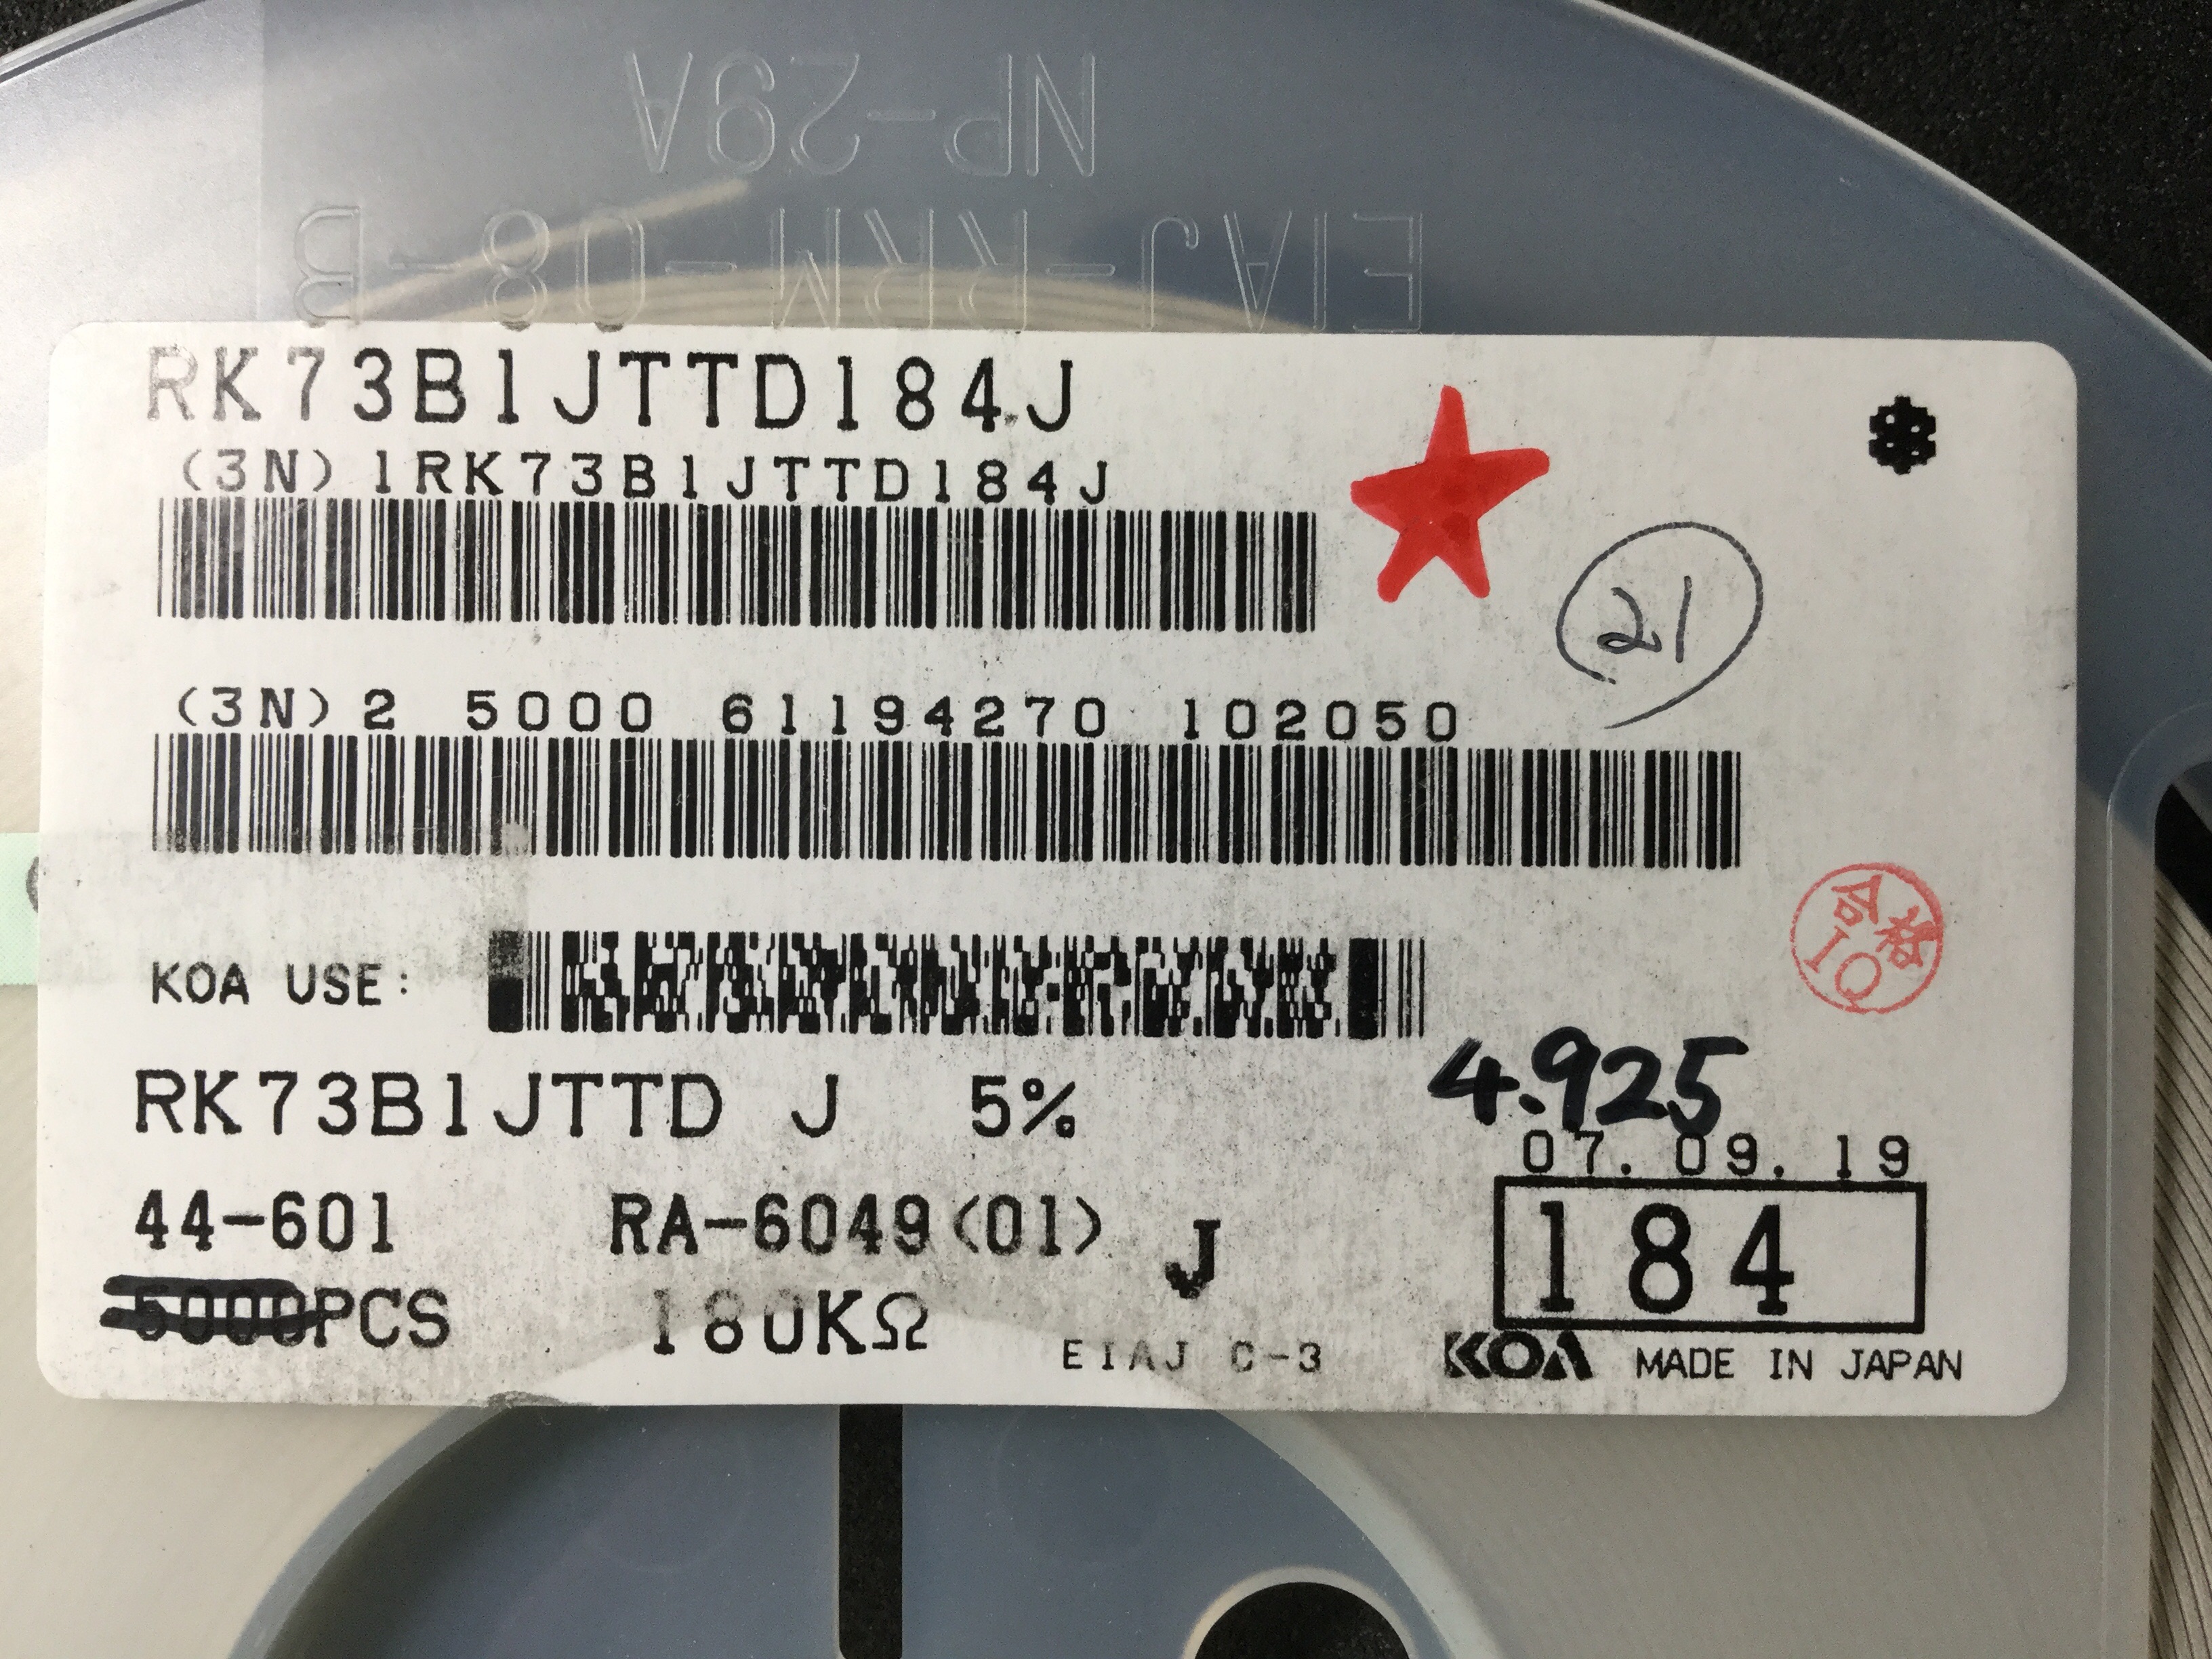 NP-29A
EIAJ-RRM-08-B
RK73B1JTTD184J
(3N)1RK73B1JTTD184J
21
(3N)2 5000 61194270 102050
合格
IQ
KOA USE:
4.925
RK73B1JTTD J 5%
07.09.19
44-601 RA-6049(01) J
184
5000PCS 180KΩ
EIAJ C-3
KOA MADE IN JAPAN